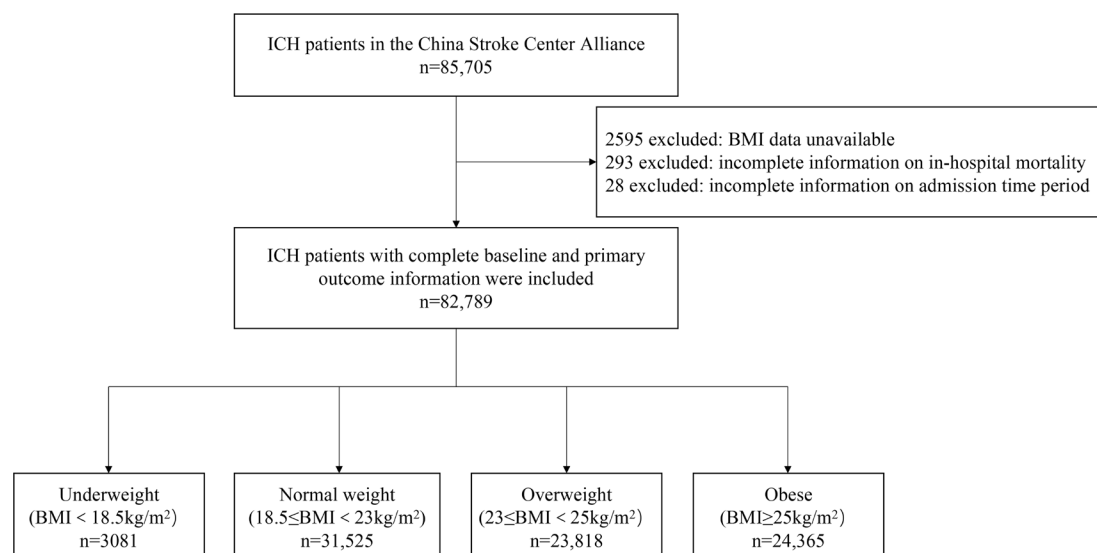 ICH patients in the China Stroke Center Alliance
n=85,705
2595 excluded: BMI data unavailable
293 excluded: incomplete information on in-hospital mortality
28 excluded: incomplete information on admission time period
ICH patients with complete baseline and primary
outcome information were included
n=82,789
Underweight
(BMI < 18.5kg/m²）
n=3081
Normal weight
(18.5≤BMI < 23kg/m²)
n=31,525
Overweight
(23≤BMI < 25kg/m²）
n=23,818
Obese
(BMI≥25kg/m²）
n=24,365